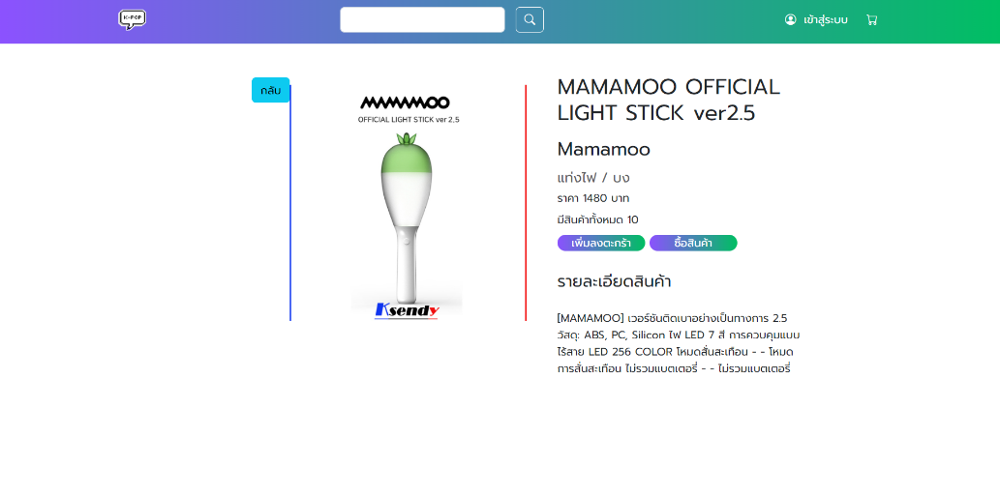 K-POP
เข้าสู่ระบบ
กลับ
MAMAMOO
OFFICIAL LIGHT STICK ver.2.5
Ksendy
MAMAMOO OFFICIAL
LIGHT STICK ver2.5
Mamamoo
แท่งไฟ / บง
ราคา 1480 บาท
มีสินค้าทั้งหมด 10
เพิ่มลงตะกร้า
ซื้อสินค้า
รายละเอียดสินค้า
[MAMAMOO] เวอร์ชันติดเบาอย่างเป็นทางการ 2.5
วัสดุ: ABS, PC, Silicon ไฟ LED 7 สี การควบคุมแบบ
ไร้สาย LED 256 COLOR โหมดสั่นสะเทือน - - โหมด
การสั่นสะเทือน ไม่รวมแบตเตอรี่ - - ไม่รวมแบตเตอรี่